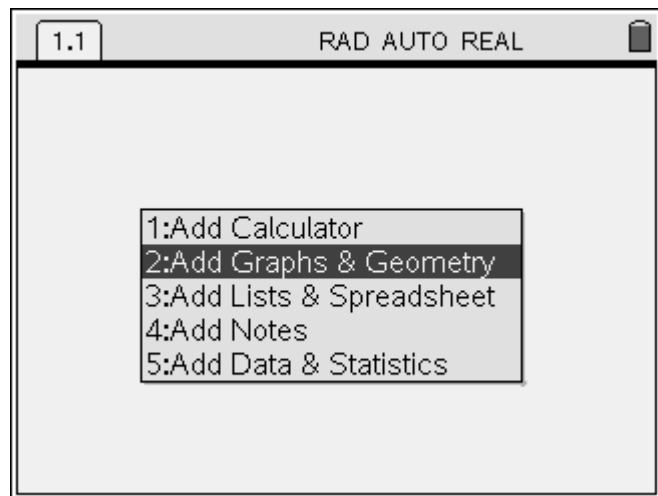 1.1 RAD AUTO REAL
1:Add Calculator
2:Add Graphs & Geometry
3:Add Lists & Spreadsheet
4:Add Notes
5:Add Data & Statistics